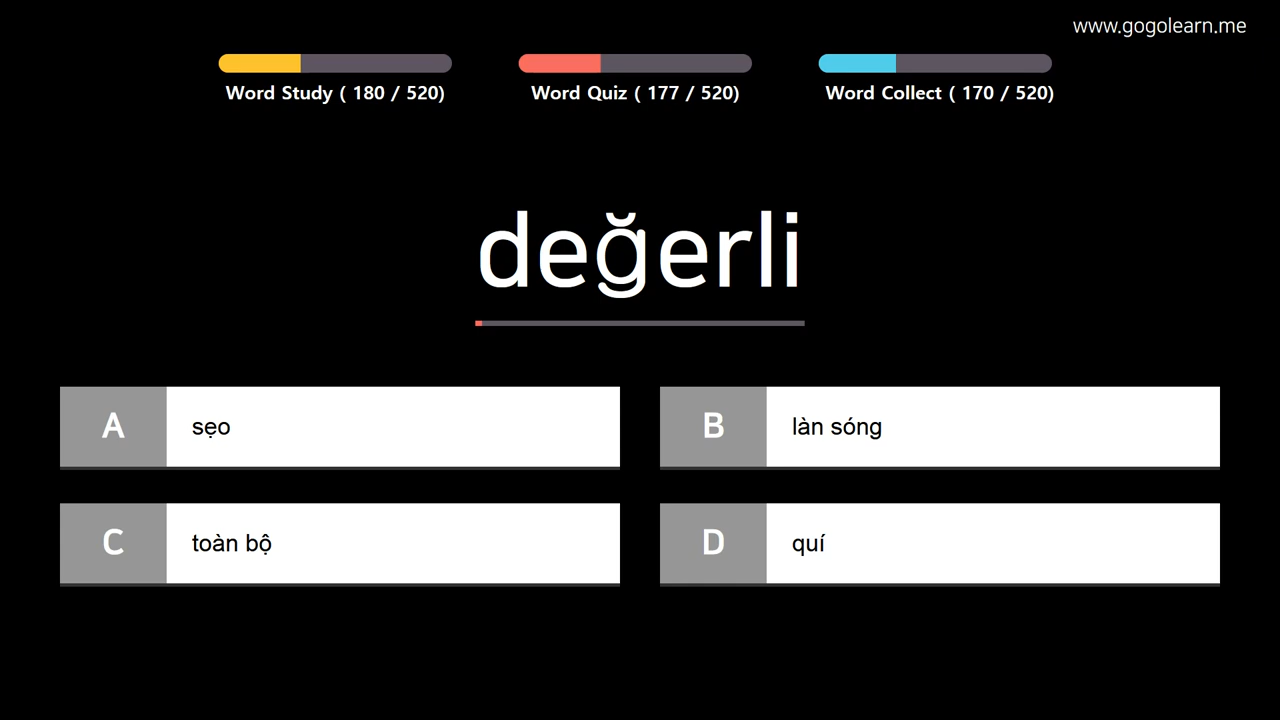 www.gogolearn.me
Word Study ( 180 / 520)
Word Quiz ( 177 / 520)
Word Collect ( 170 / 520)
değerli
A
sẹo
B
làn sóng
C
toàn bộ
D
quí